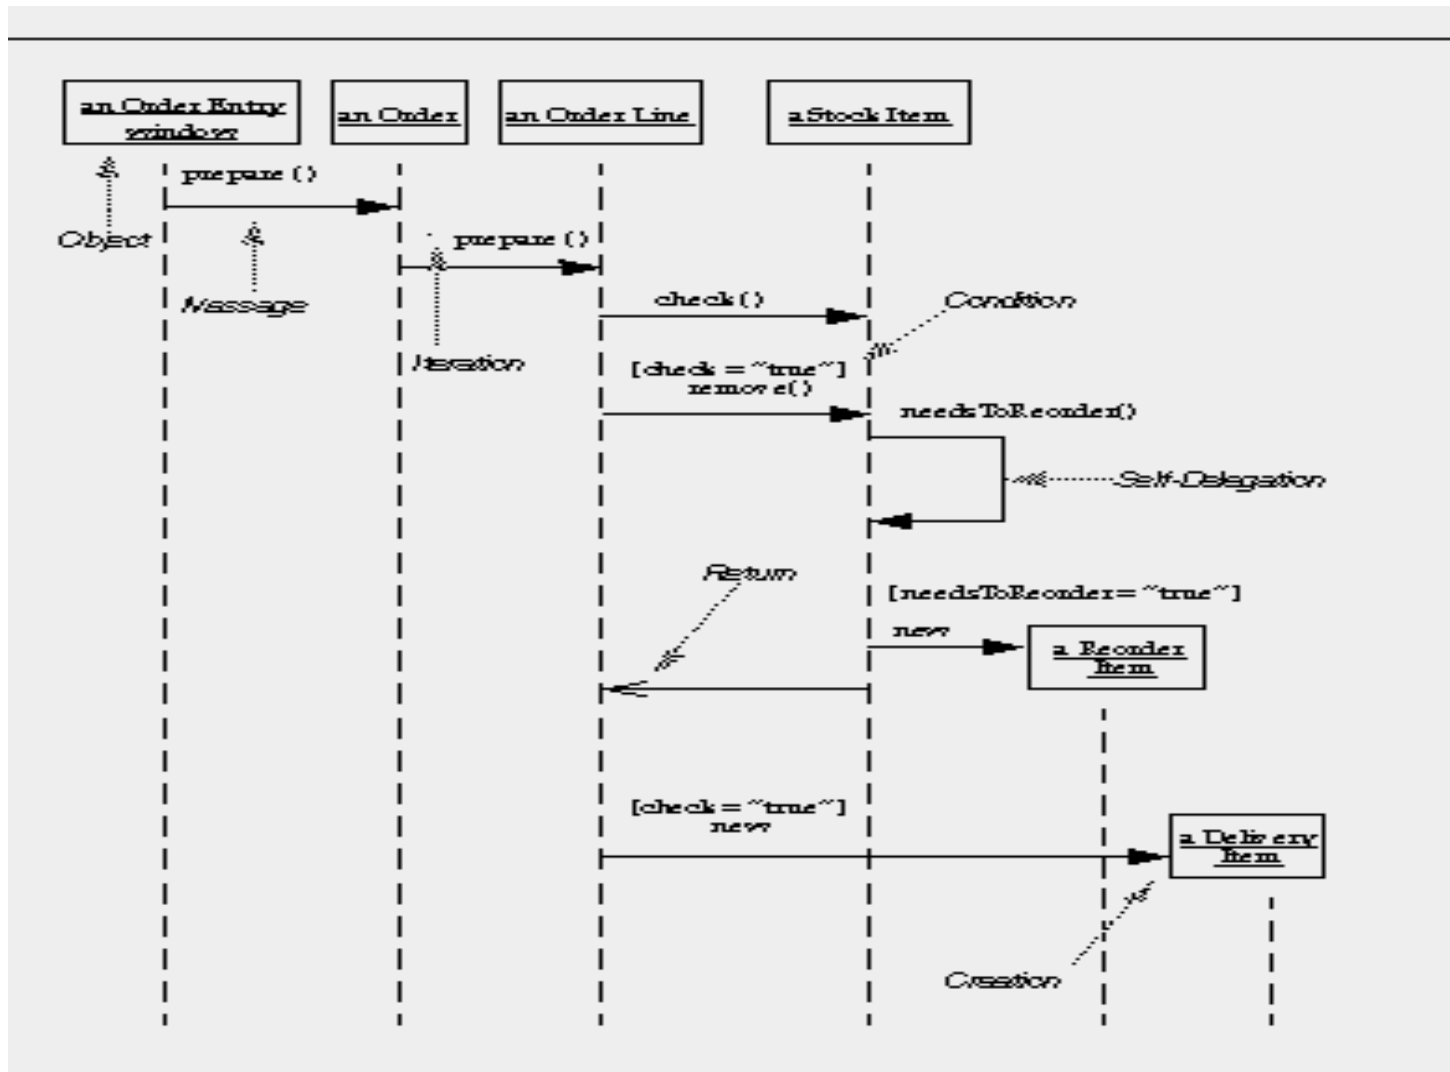 an Order Entry
window
an Order
an Order Line
a Stock Item
prepare ()
Object
Message
prepare ()
Iteration
check()
Condition
[check = "true"]
remove()
needsToReorder()
Self-Delegation
Return
[needsToReorder = "true"]
new
a Reorder
Item
[check = "true"]
new
a Delivery
Item
Creation